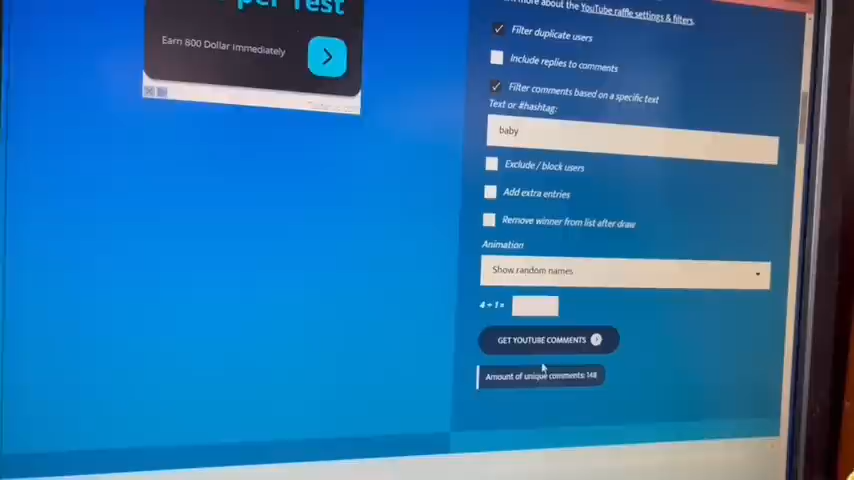 per Test
Earn 800 Dollar Immediately
more about the YouTube raffle settings & filters.
Filter duplicate users
Include replies to comments
Filter comments based on a specific text
Text or #hashtag:
baby
Exclude / block users
Add extra entries
Remove winner from list after draw
Animation
Show random names
4 + 1 =
GET YOUTUBE COMMENTS
Amount of unique comments: 148